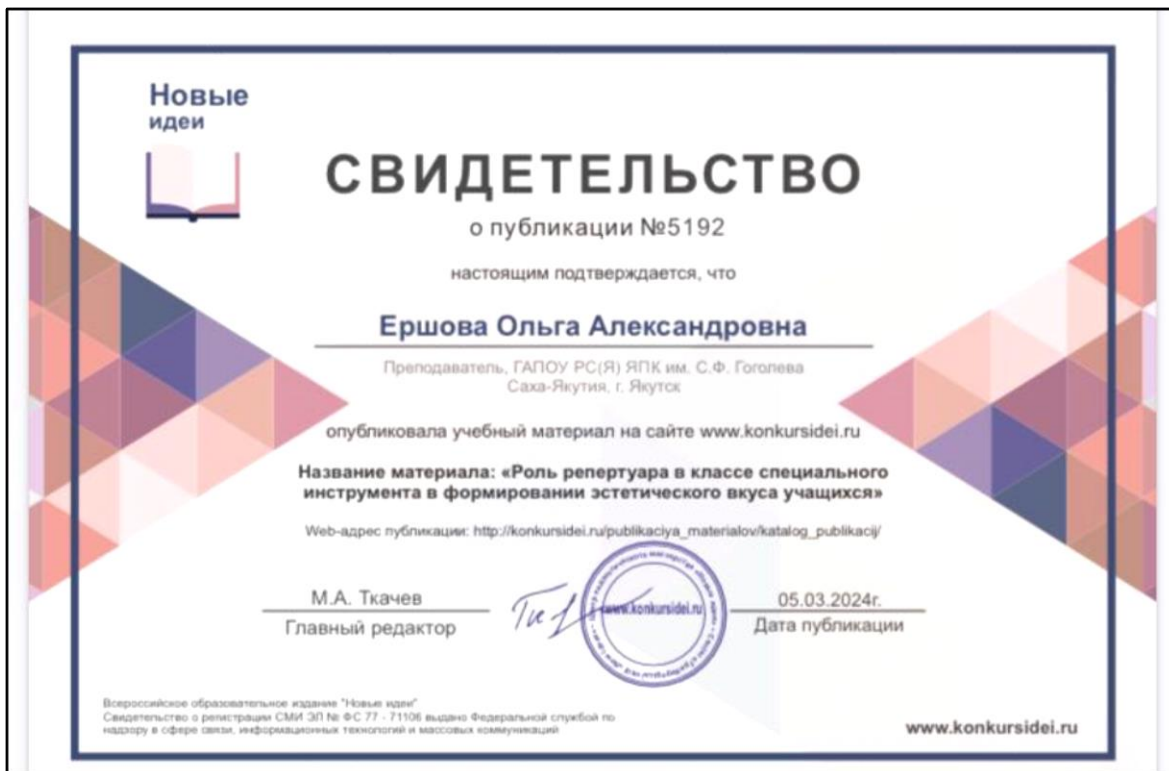 Новые
идеи
СВИДЕТЕЛЬСТВО
о публикации №5192
настоящим подтверждается, что
Ершова Ольга Александровна
Преподаватель, ГАПОУ РС(Я) ЯПК им. С.Ф. Гоголева
Саха-Якутия, г. Якутск
опубликовала учебный материал на сайте www.konkursidei.ru
Название материала: «Роль репертуара в классе специального
инструмента в формировании эстетического вкуса учащихся»
Web-адрес публикации: http://konkursidei.ru/publikaciya_materialov/katalog_publikacij/
М.А. Ткачев
Главный редактор
www.konkursidei.ru
05.03.2024г.
Дата публикации
Всероссийское образовательное издание "Новые идеи"
Свидетельство о регистрации СМИ ЭЛ № ФС 77 - 71106 выдано Федеральной службой по
надзору в сфере связи, информационных технологий и массовых коммуникаций
www.konkursidei.ru